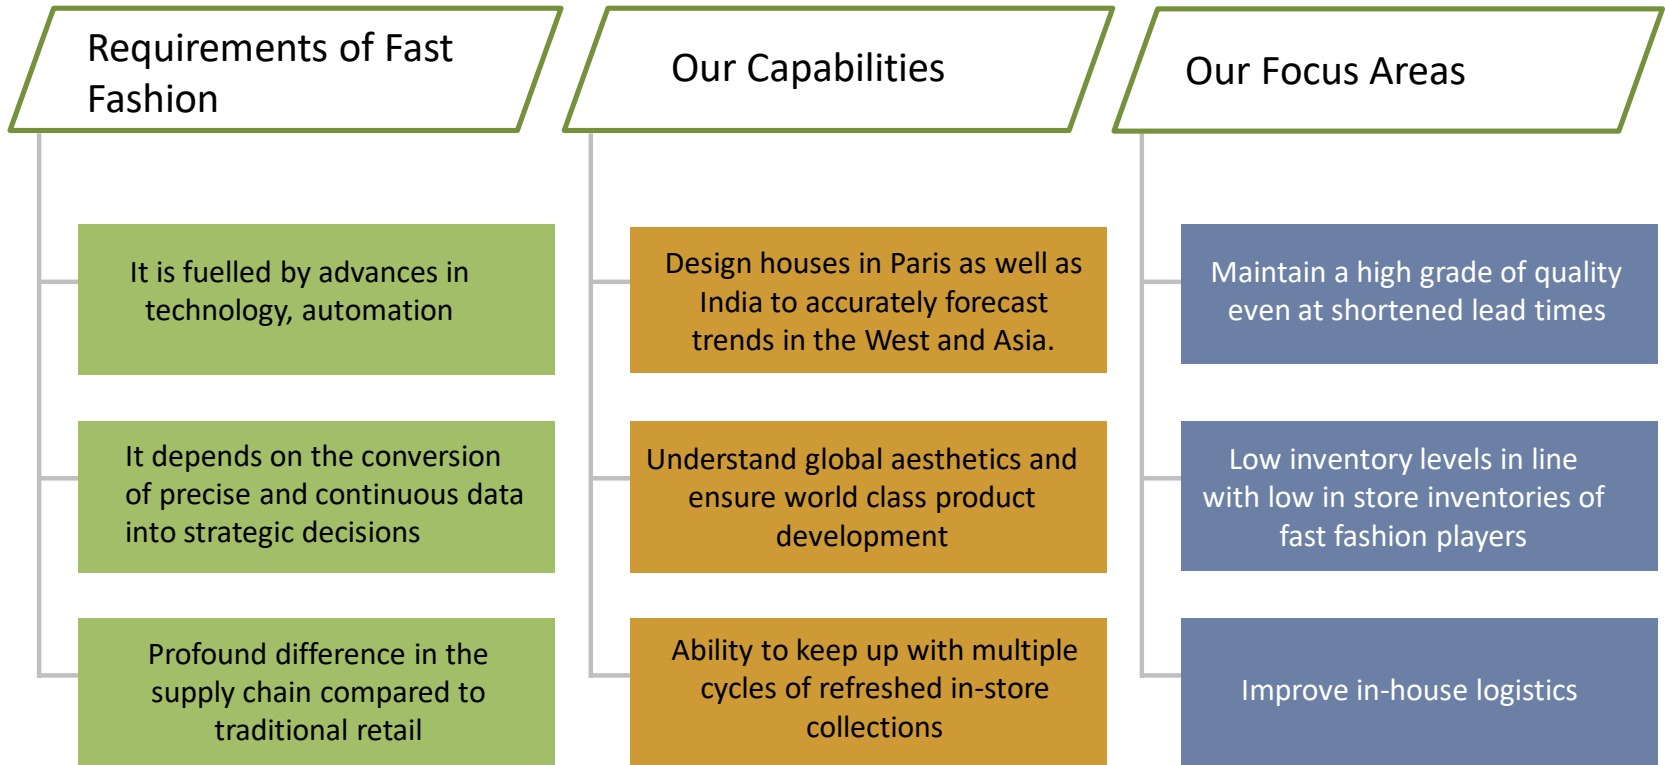 Requirements of Fast
Fashion
It is fuelled by advances in
technology, automation
It depends on the conversion
of precise and continuous data
into strategic decisions
Profound difference in the
supply chain compared to
traditional retail
Our Capabilities
Design houses in Paris as well as
India to accurately forecast
trends in the West and Asia.
Understand global aesthetics and
ensure world class product
development
Ability to keep up with multiple
cycles of refreshed in-store
collections
Our Focus Areas
Maintain a high grade of quality
even at shortened lead times
Low inventory levels in line
with low in store inventories of
fast fashion players
Improve in-house logistics